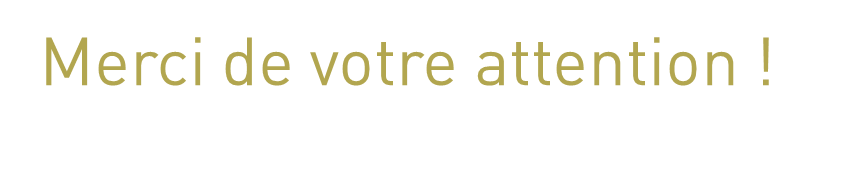 Merci de votre attention !